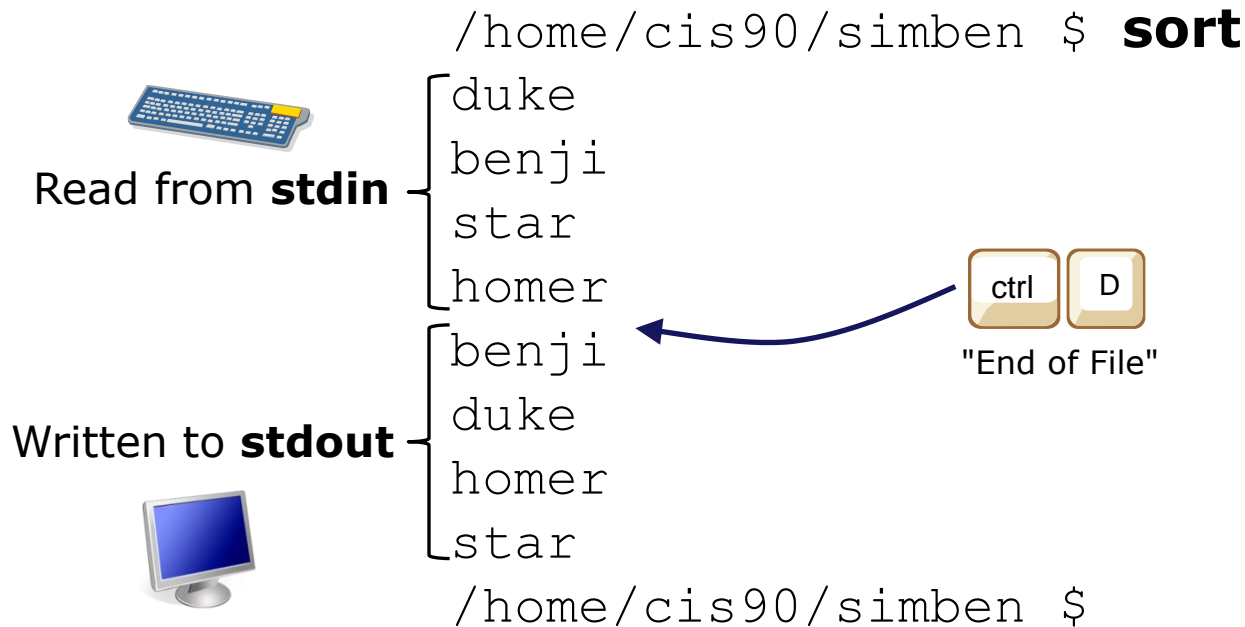 /home/cis90/simben $ sort
duke
benji
Read from stdin
star
homer
ctrl D
benji
"End of File"
duke
Written to stdout
homer
star
/home/cis90/simben $